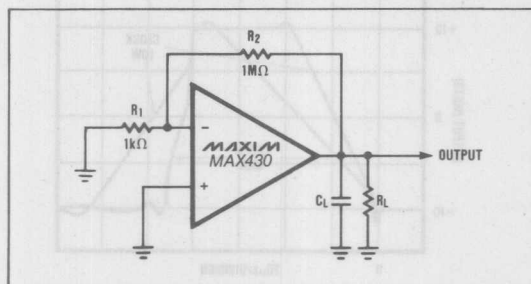 R2
1MΩ
R1
1kΩ
−
MAXIM
MAX430
+
OUTPUT
CL
RL